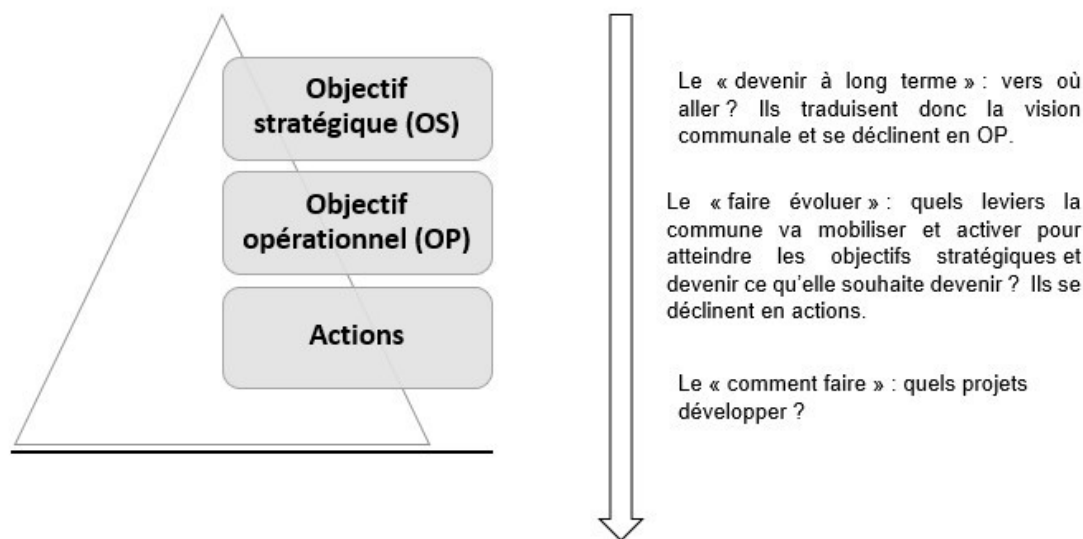 Objectif
stratégique (OS)
Le « devenir à long terme » : vers où
aller ? Ils traduisent donc la vision
communale et se déclinent en OP.
Objectif
opérationnel (OP)
Le « faire évoluer » : quels leviers la
commune va mobiliser et activer pour
atteindre les objectifs stratégiques et
devenir ce qu'elle souhaite devenir ? Ils se
déclinent en actions.
Actions
Le « comment faire » : quels projets
développer ?